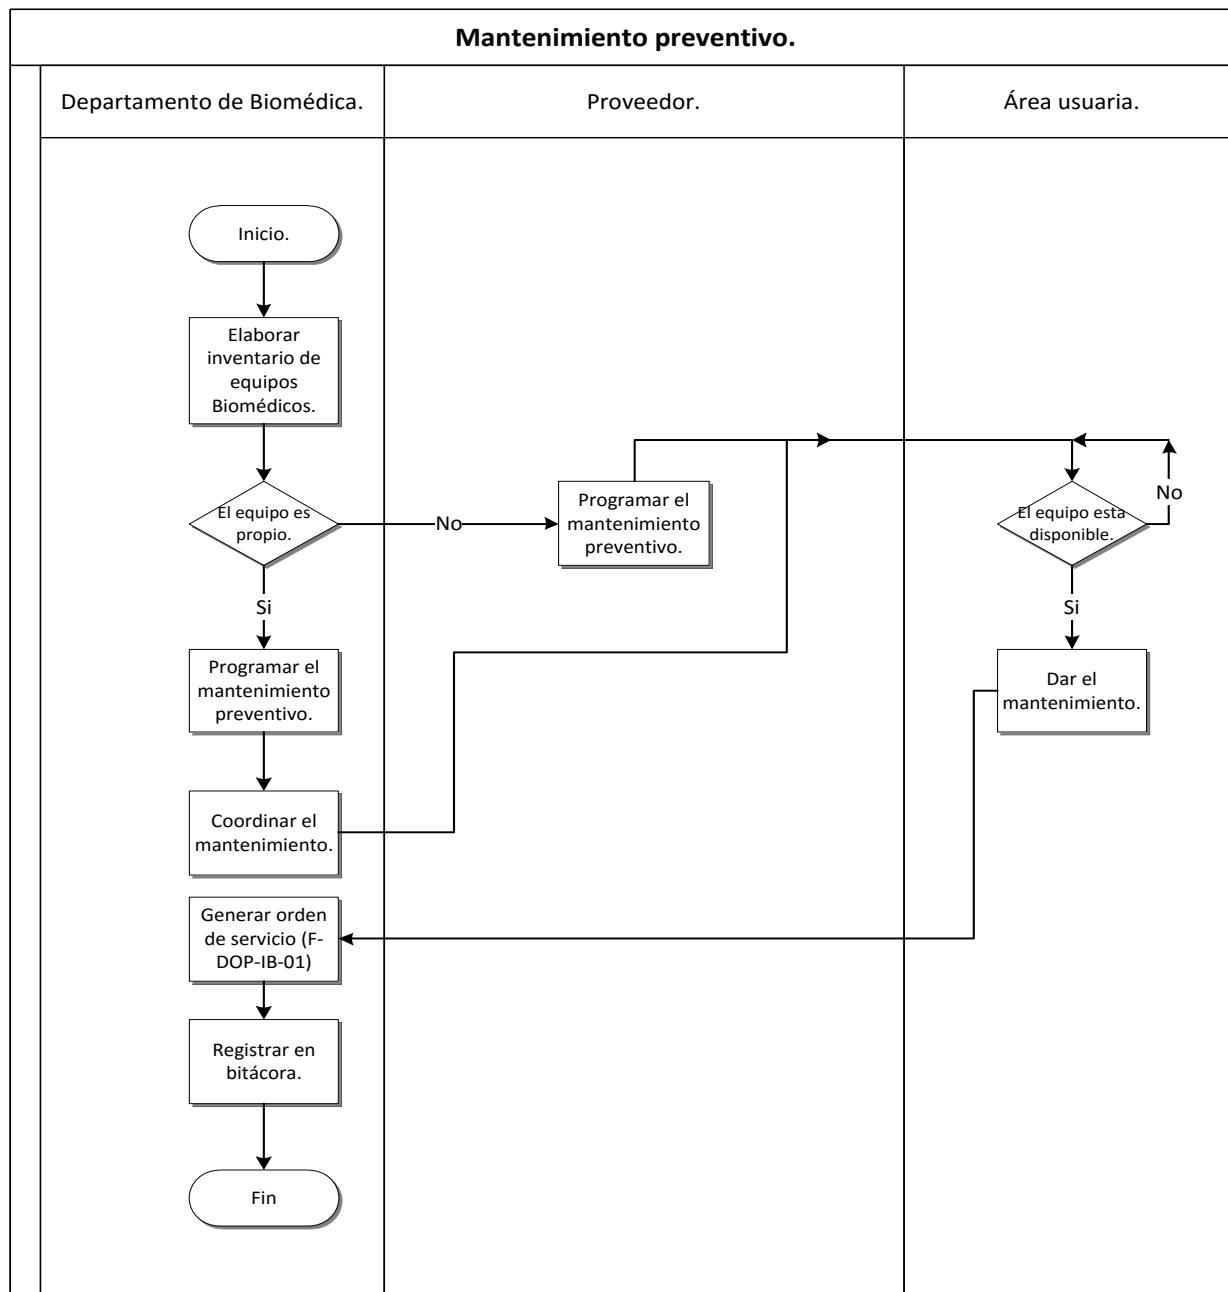 Mantenimiento preventivo.
Departamento de Biomédica.
Proveedor.
Área usuaria.
Inicio.
Elaborar
inventario de
equipos
Biomédicos.
El equipo es
propio.
No
Programar el
mantenimiento
preventivo.
El equipo esta
disponible.
No
Si
Si
Programar el
mantenimiento
preventivo.
Dar el
mantenimiento.
Coordinar el
mantenimiento.
Generar orden
de servicio (F-
DOP-IB-01)
Registrar en
bitácora.
Fin